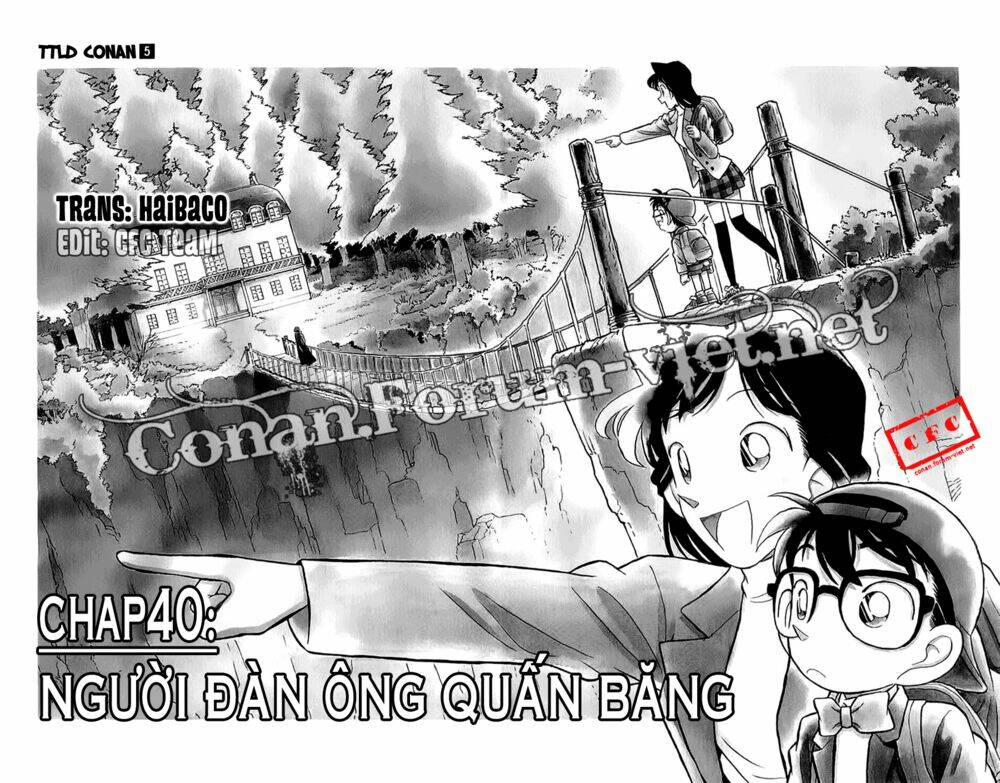 TTLD CONAN 5
TRANS: HAIBACO
EDIT: CFC TEAM
Conan.Forum-viet.net
CFC
conan.forum-viet.net
CHAP40:
NGƯỜI ĐÀN ÔNG QUẤN BĂNG